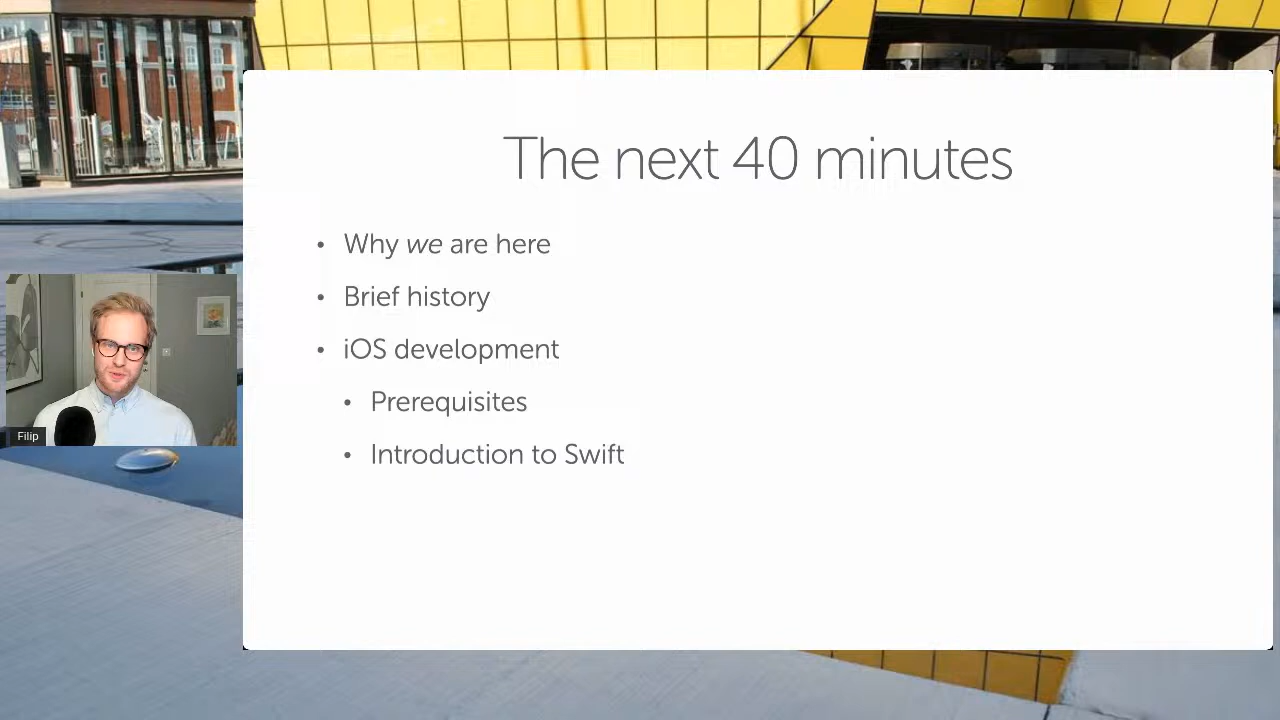 The next 40 minutes
• Why we are here
• Brief history
• iOS development
• Prerequisites
• Introduction to Swift
Filip